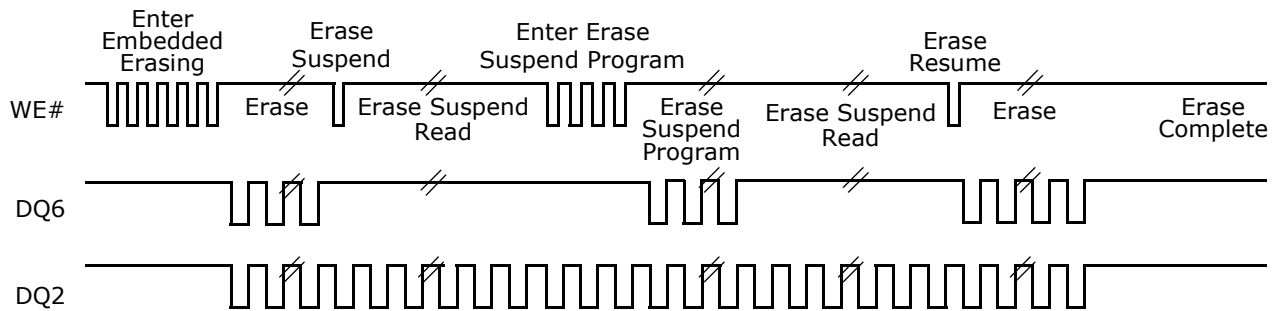 Enter
Embedded
Erasing
Erase
Suspend
Enter Erase
Suspend Program
Erase
Resume
WE#
Erase
Erase Suspend
Read
Erase
Suspend
Program
Erase Suspend
Read
Erase
Erase
Complete
DQ6
DQ2